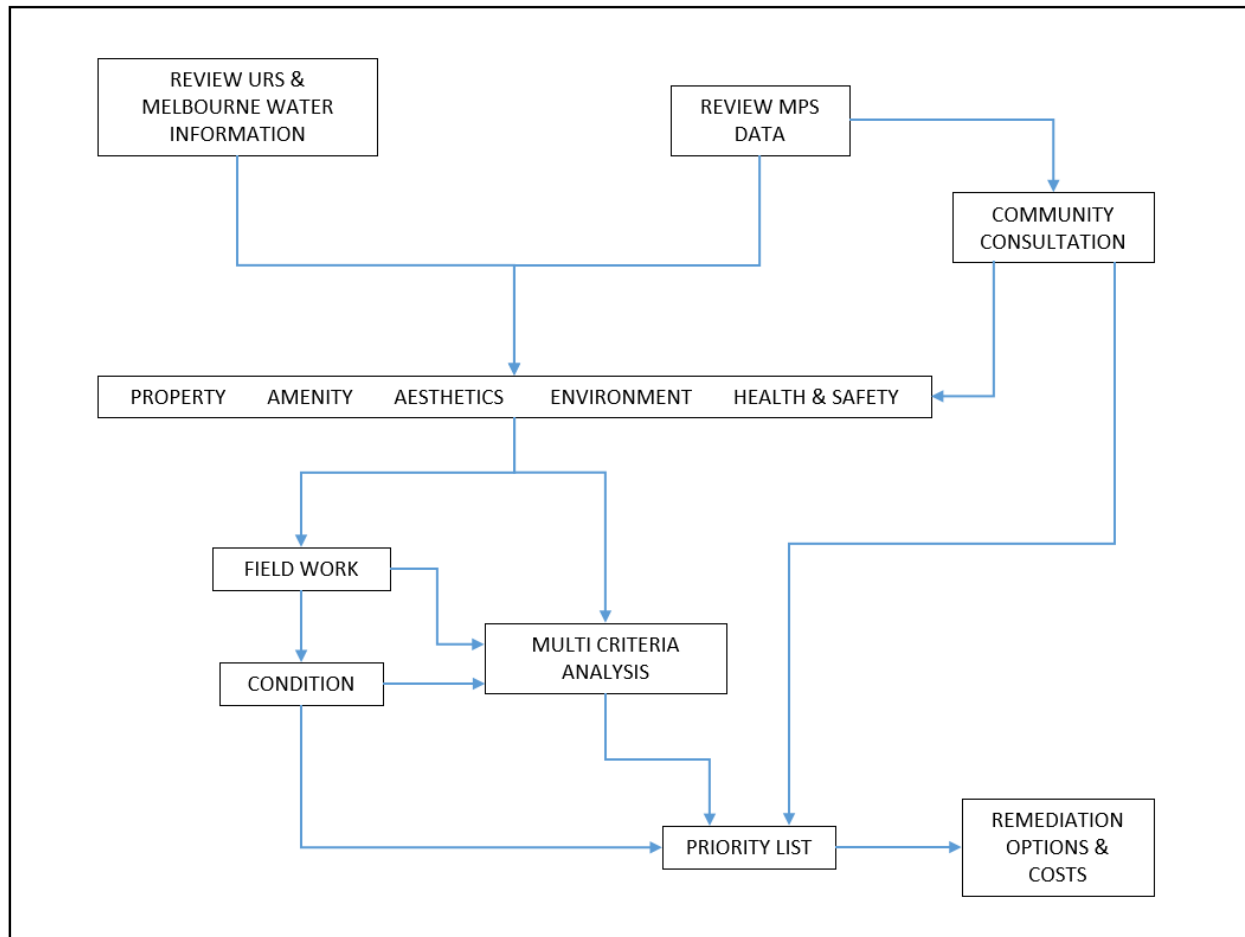 REVIEW URS &
MELBOURNE WATER
INFORMATION
REVIEW MPS
DATA
COMMUNITY
CONSULTATION
PROPERTY AMENITY AESTHETICS ENVIRONMENT HEALTH & SAFETY
FIELD WORK
MULTI CRITERIA
ANALYSIS
CONDITION
PRIORITY LIST
REMEDIATION
OPTIONS &
COSTS